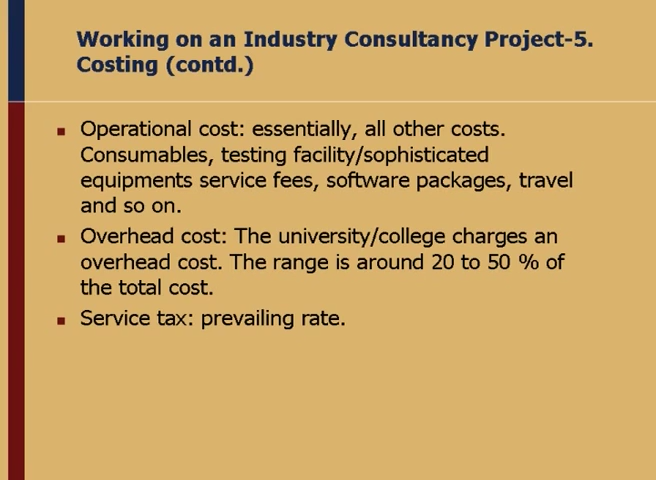 Working on an Industry Consultancy Project-5.
Costing (contd.)
▪ Operational cost: essentially, all other costs.
Consumables, testing facility/sophisticated
equipments service fees, software packages, travel
and so on.
▪ Overhead cost: The university/college charges an
overhead cost. The range is around 20 to 50 % of
the total cost.
▪ Service tax: prevailing rate.